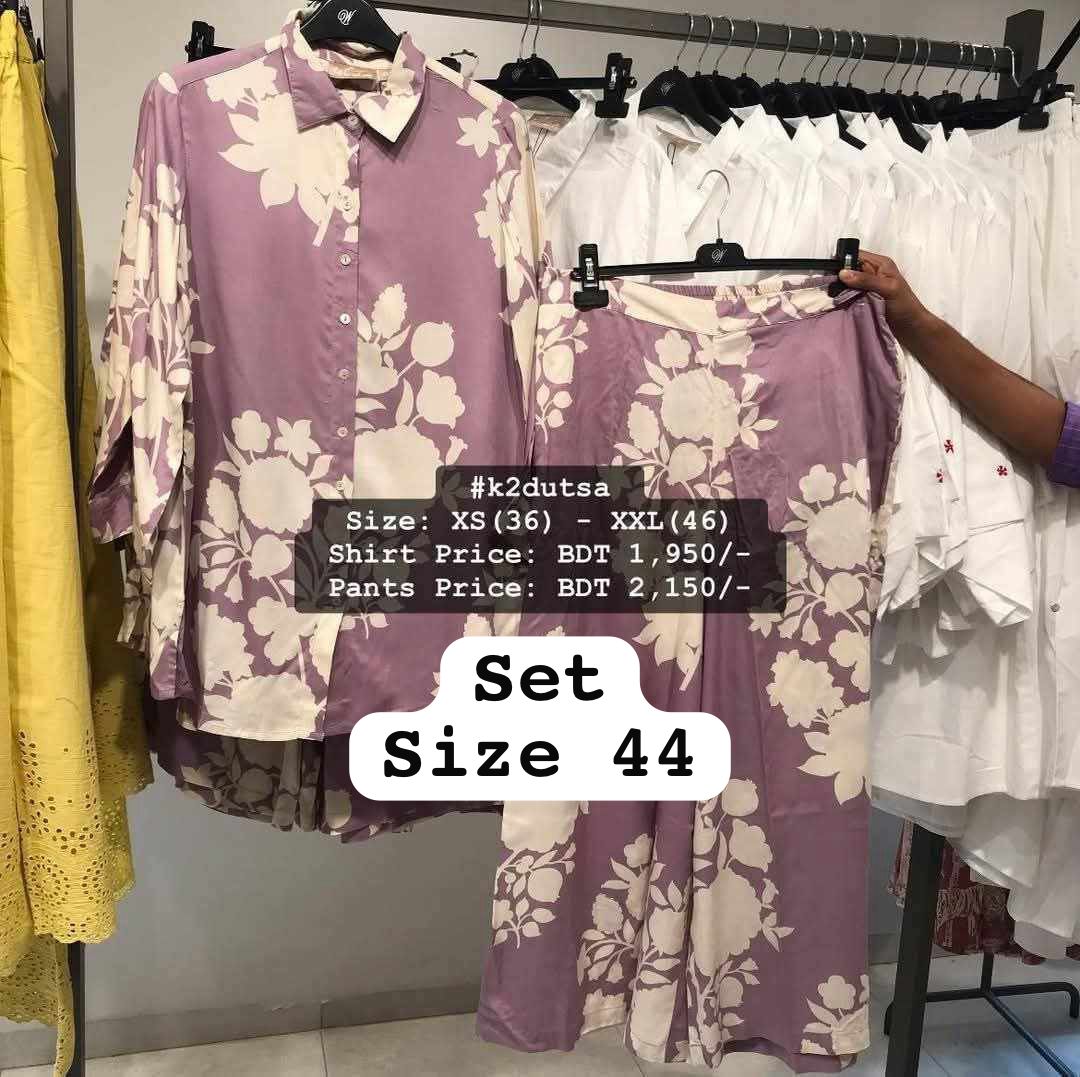 W
W
#k2dutsa
Size: XS(36) - XXL(46)
Shirt Price: BDT 1,950/-
Pants Price: BDT 2,150/-
Set
Size 44